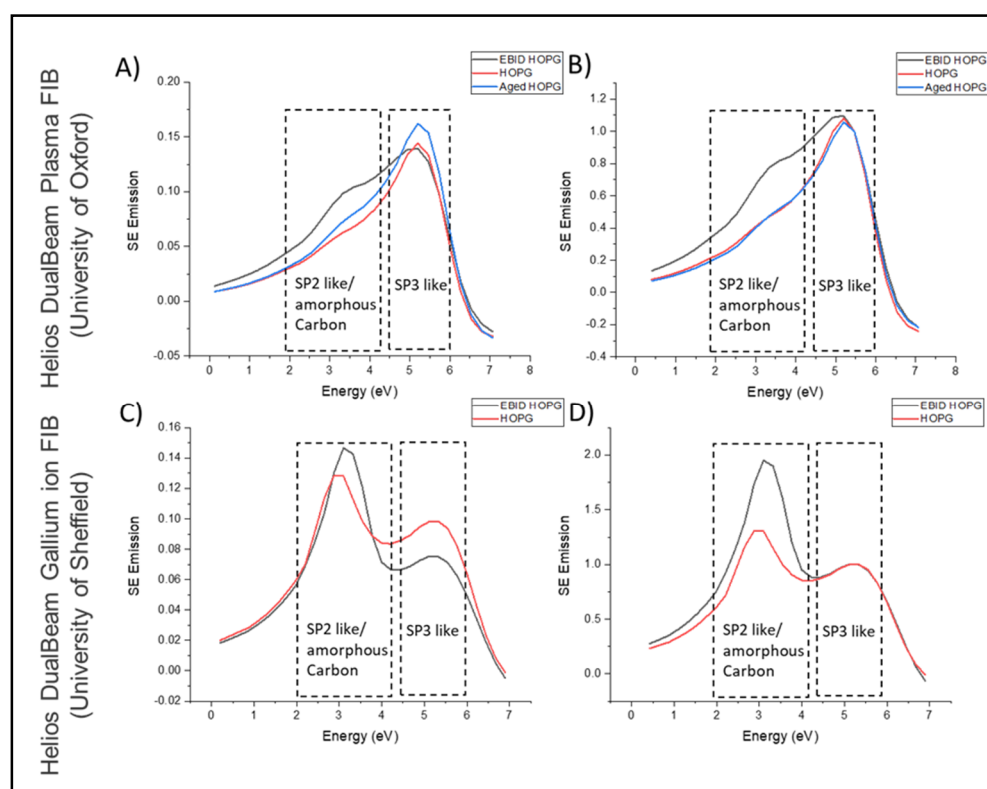 Helios DualBeam Plasma FIB
(University of Oxford)
A)
EBID HOPG
HOPG
Aged HOPG
0.20
0.15
0.10
0.05
0.00
-0.05
SE Emission
SP2 like/
amorphous
Carbon
SP3 like
0 1 2 3 4 5 6 7 8
Energy (eV)
B)
EBID HOPG
HOPG
Aged HOPG
1.2
1.0
0.8
0.6
0.4
0.2
0.0
-0.2
-0.4
SE Emission
SP2 like/
amorphous
Carbon
SP3 like
0 1 2 3 4 5 6 7 8
Energy (eV)
Helios DualBeam Gallium ion FIB
(University of Sheffield)
C)
EBID HOPG
HOPG
0.16
0.14
0.12
0.10
0.08
0.06
0.04
0.02
0.00
-0.02
SE Emission
SP2 like/
amorphous
Carbon
SP3 like
0 1 2 3 4 5 6 7
Energy (eV)
D)
EBID HOPG
HOPG
2.0
1.5
1.0
0.5
0.0
SE Emission
SP2 like/
amorphous
Carbon
SP3 like
0 1 2 3 4 5 6 7
Energy (eV)